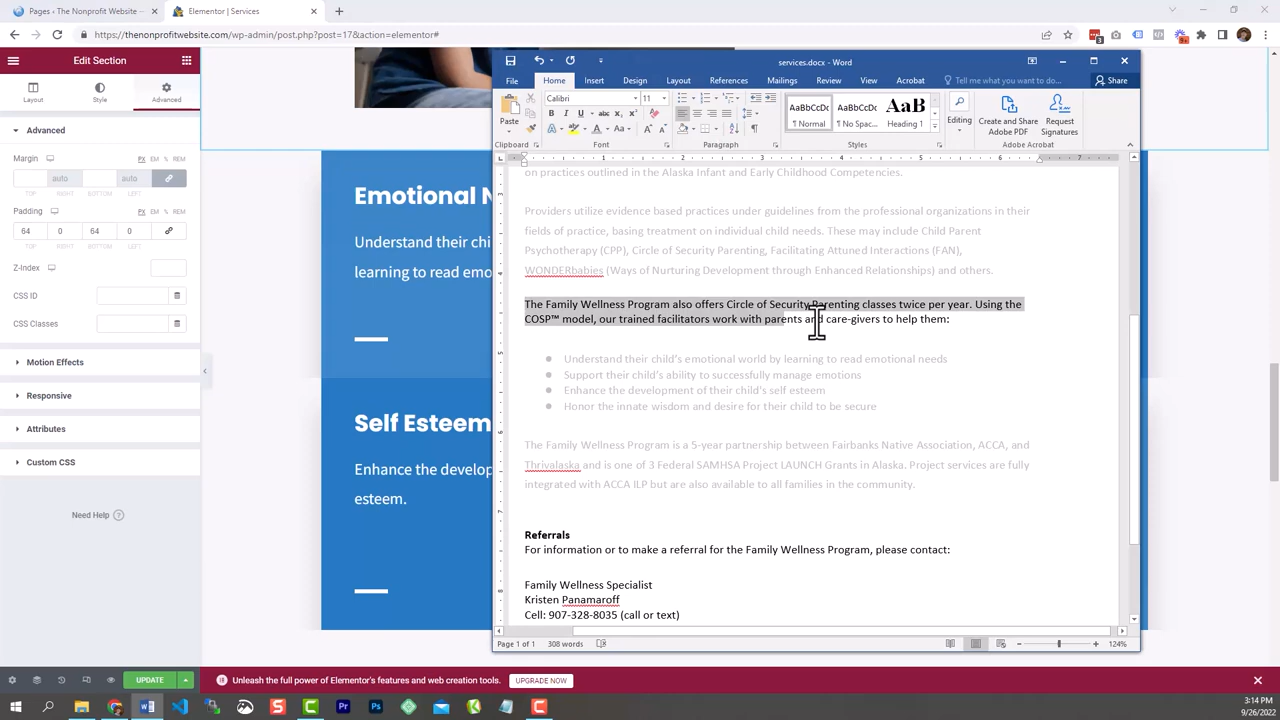 Pages ‹ The Nonprofit Website —
Elementor | Services
https://thenonprofitwebsite.com/wp-admin/post.php?post=17&action=elementor#
Edit Section
Layout
Style
Advanced
Advanced
Margin
PX EM % REM
auto auto
TOP RIGHT BOTTOM LEFT
Padding
PX EM % REM
64 0 64 0
TOP RIGHT BOTTOM LEFT
Z-Index
CSS ID
CSS Classes
Motion Effects
Responsive
Attributes
Custom CSS
Need Help
UPDATE
Emotional
Understand their chi
learning to read emo
Self Esteem
Enhance the develop
esteem.
services.docx - Word
File Home Insert Design Layout References Mailings Review View Acrobat Tell me what you want to do... Share
Paste
Calibri 11
AaBbCcDc AaBbCcDc AaB
¶ Normal ¶ No Spac... Heading 1
Editing
Create and Share Adobe PDF
Request Signatures
Clipboard Font Paragraph Styles Adobe Acrobat
on practices outlined in the Alaska Infant and Early Childhood Competencies.
Providers utilize evidence based practices under guidelines from the professional organizations in their
fields of practice, basing treatment on individual child needs. These may include Child Parent
Psychotherapy (CPP), Circle of Security Parenting, Facilitating Attuned Interactions (FAN),
WONDERbabies (Ways of Nurturing Development through Enhanced Relationships) and others.
The Family Wellness Program also offers Circle of Security Parenting classes twice per year. Using the
COSP™ model, our trained facilitators work with parents and care-givers to help them:
● Understand their child's emotional world by learning to read emotional needs
● Support their child's ability to successfully manage emotions
● Enhance the development of their child's self esteem
● Honor the innate wisdom and desire for their child to be secure
The Family Wellness Program is a 5-year partnership between Fairbanks Native Association, ACCA, and
Thrivalaska and is one of 3 Federal SAMHSA Project LAUNCH Grants in Alaska. Project services are fully
integrated with ACCA ILP but are also available to all families in the community.
Referrals
For information or to make a referral for the Family Wellness Program, please contact:
Family Wellness Specialist
Kristen Panamaroff
Cell: 907-328-8035 (call or text)
Page 1 of 1 308 words
124%
Unleash the full power of Elementor's features and web creation tools. UPGRADE NOW
3:14 PM
9/26/2022